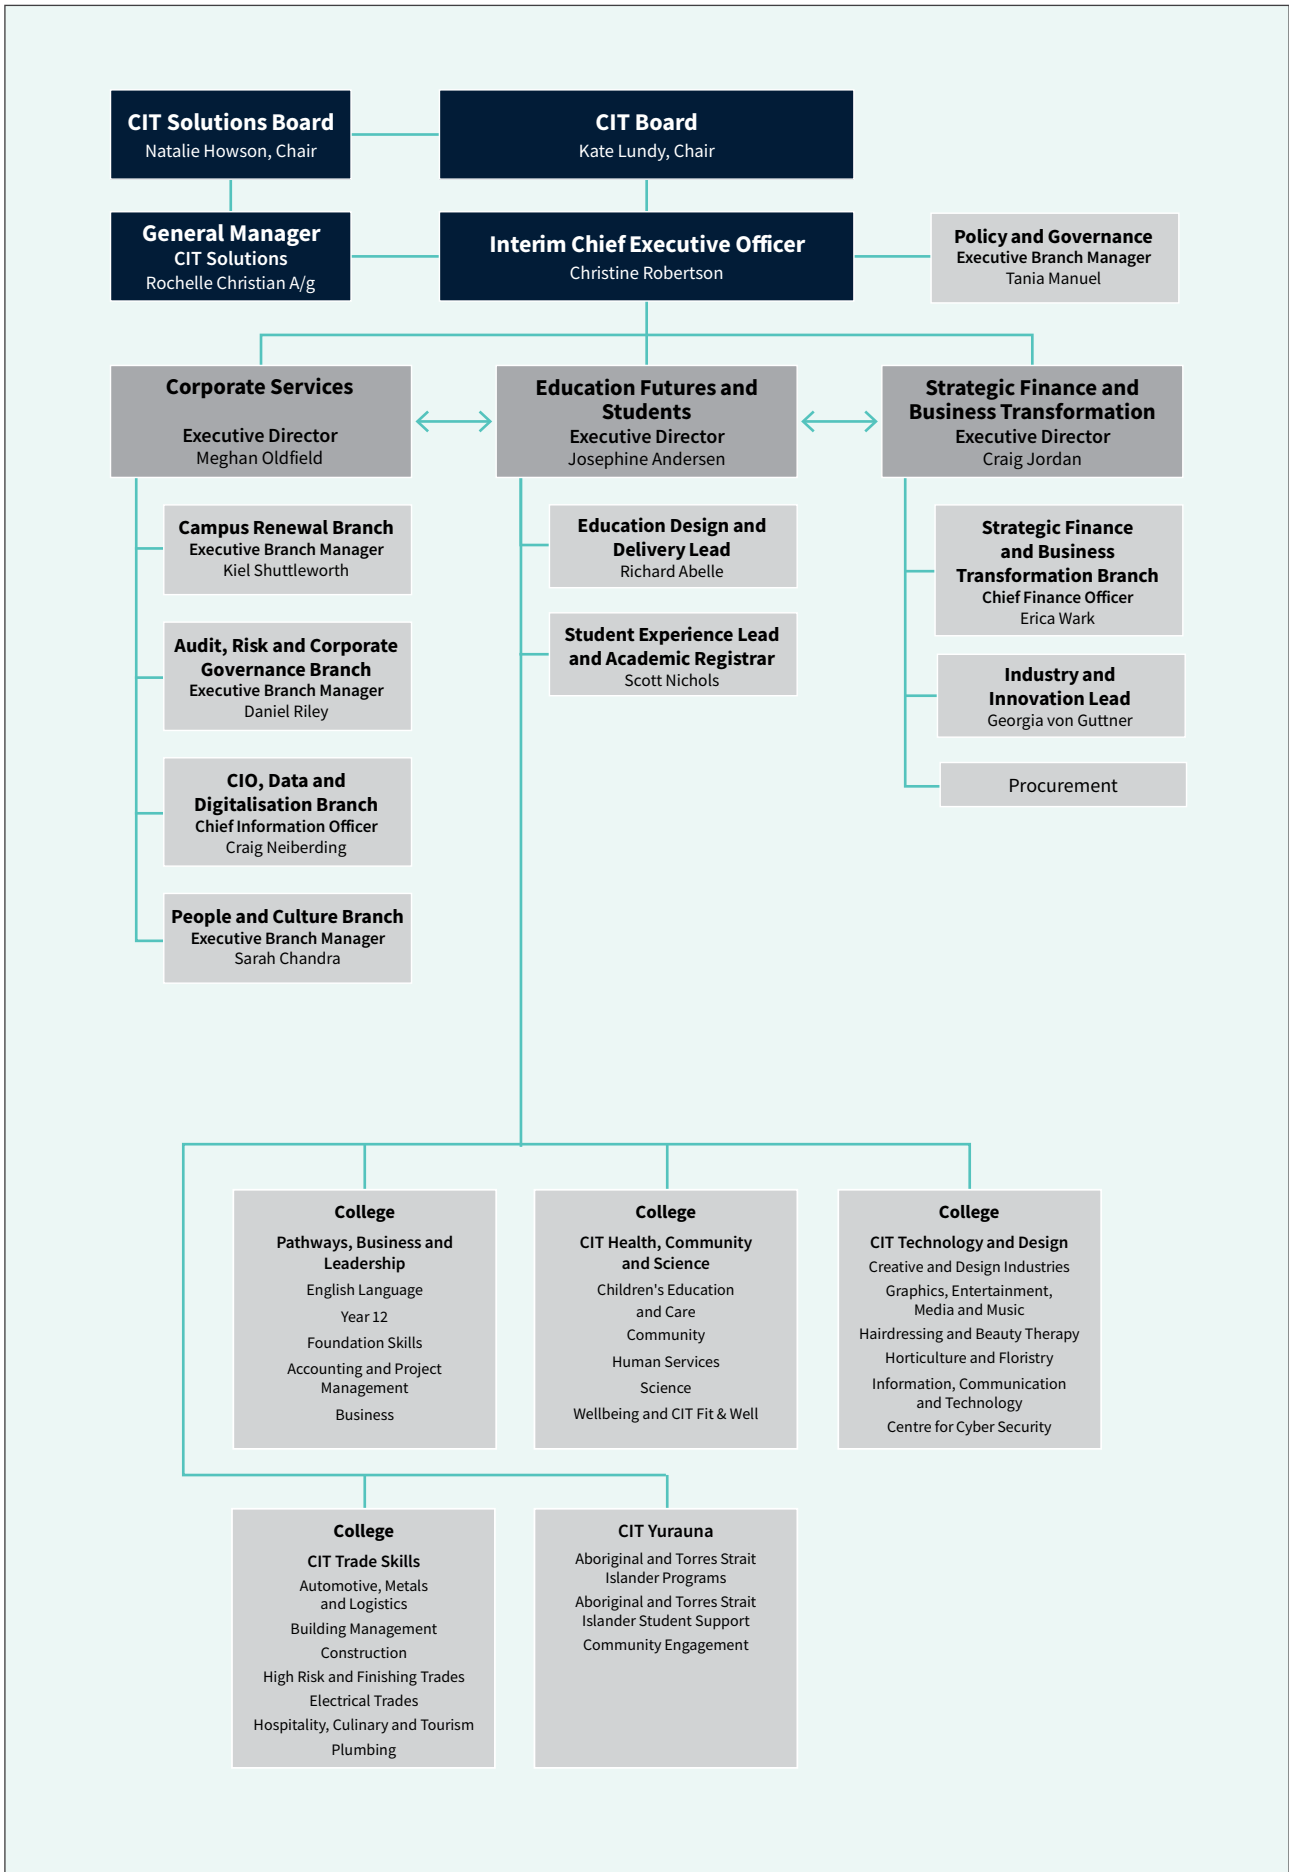 CIT Solutions Board
Natalie Howson, Chair
CIT Board
Kate Lundy, Chair
General Manager
CIT Solutions
Rochelle Christian A/g
Interim Chief Executive Officer
Christine Robertson
Policy and Governance
Executive Branch Manager
Tania Manuel
Corporate Services
Executive Director
Meghan Oldfield
Education Futures and
Students
Executive Director
Josephine Andersen
Strategic Finance and
Business Transformation
Executive Director
Craig Jordan
Campus Renewal Branch
Executive Branch Manager
Kiel Shuttleworth
Audit, Risk and Corporate
Governance Branch
Executive Branch Manager
Daniel Riley
CIO, Data and
Digitalisation Branch
Chief Information Officer
Craig Neiberding
People and Culture Branch
Executive Branch Manager
Sarah Chandra
Education Design and
Delivery Lead
Richard Abelle
Student Experience Lead
and Academic Registrar
Scott Nichols
Strategic Finance
and Business
Transformation Branch
Chief Finance Officer
Erica Wark
Industry and
Innovation Lead
Georgia von Guttner
Procurement
College
Pathways, Business and
Leadership
English Language
Year 12
Foundation Skills
Accounting and Project
Management
Business
College
CIT Health, Community
and Science
Children's Education
and Care
Community
Human Services
Science
Wellbeing and CIT Fit & Well
College
CIT Technology and Design
Creative and Design Industries
Graphics, Entertainment,
Media and Music
Hairdressing and Beauty Therapy
Horticulture and Floristry
Information, Communication
and Technology
Centre for Cyber Security
College
CIT Trade Skills
Automotive, Metals
and Logistics
Building Management
Construction
High Risk and Finishing Trades
Electrical Trades
Hospitality, Culinary and Tourism
Plumbing
CIT Yurauna
Aboriginal and Torres Strait
Islander Programs
Aboriginal and Torres Strait
Islander Student Support
Community Engagement